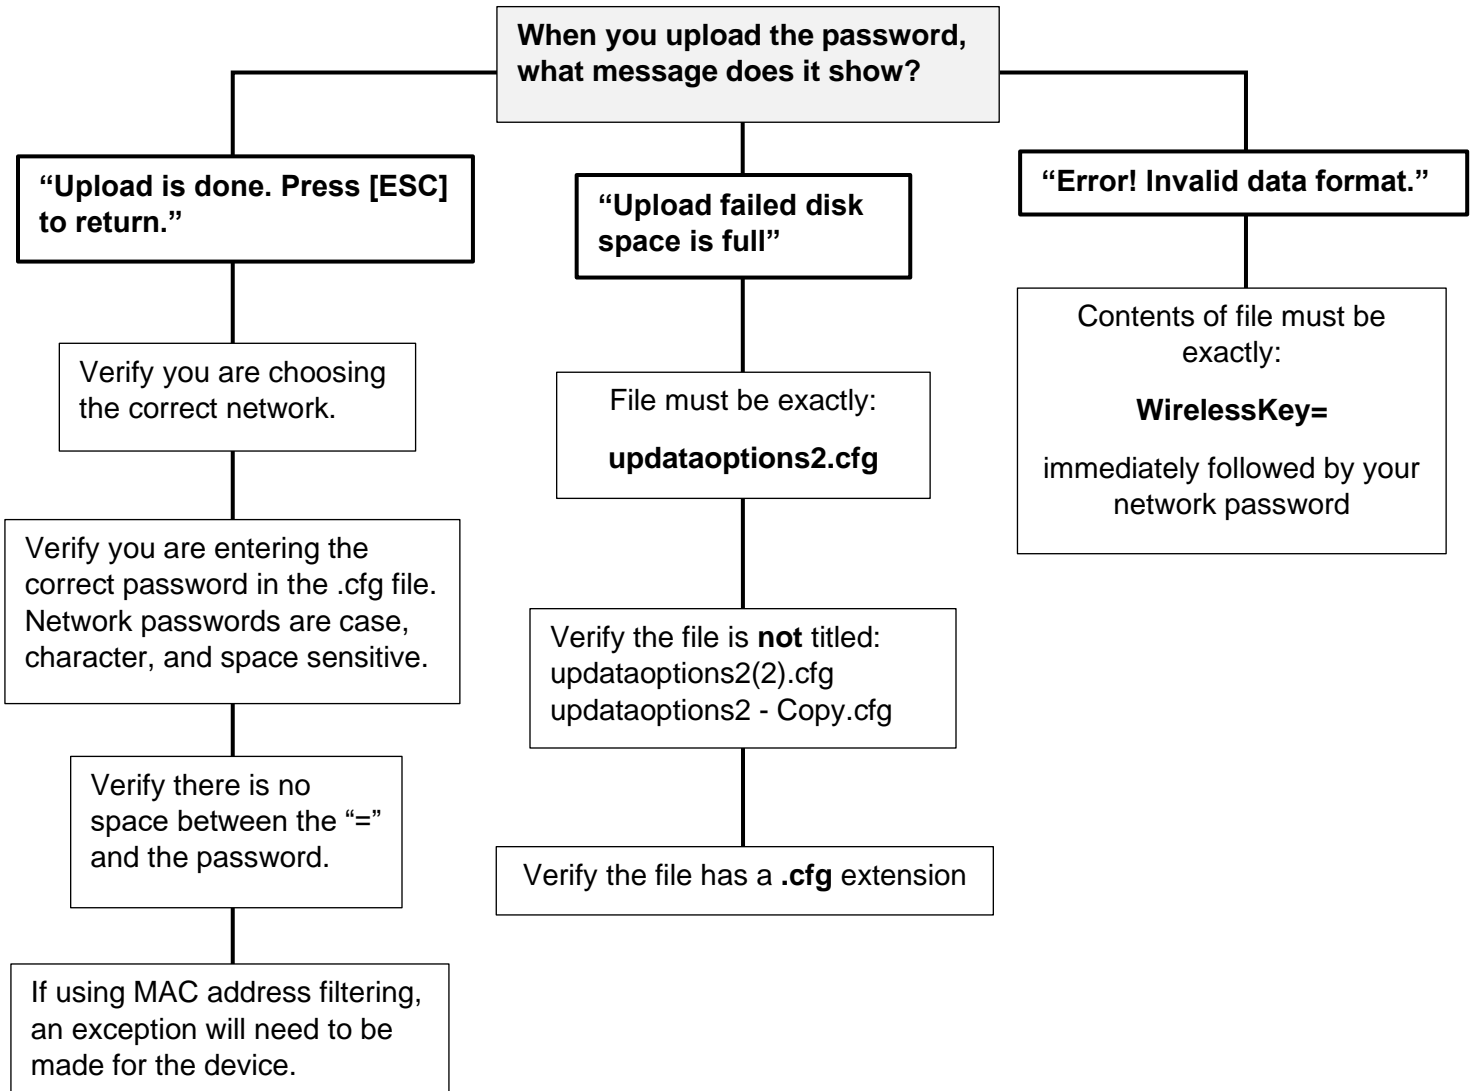 When you upload the password,
what message does it show?
“Upload is done. Press [ESC]
to return.”
Verify you are choosing
the correct network.
Verify you are entering the
correct password in the .cfg file.
Network passwords are case,
character, and space sensitive.
Verify there is no
space between the “=”
and the password.
If using MAC address filtering,
an exception will need to be
made for the device.
“Upload failed disk
space is full”
File must be exactly:
updataoptions2.cfg
Verify the file is not titled:
updataoptions2(2).cfg
updataoptions2 - Copy.cfg
Verify the file has a .cfg extension
“Error! Invalid data format.”
Contents of file must be
exactly:
WirelessKey=
immediately followed by your
network password